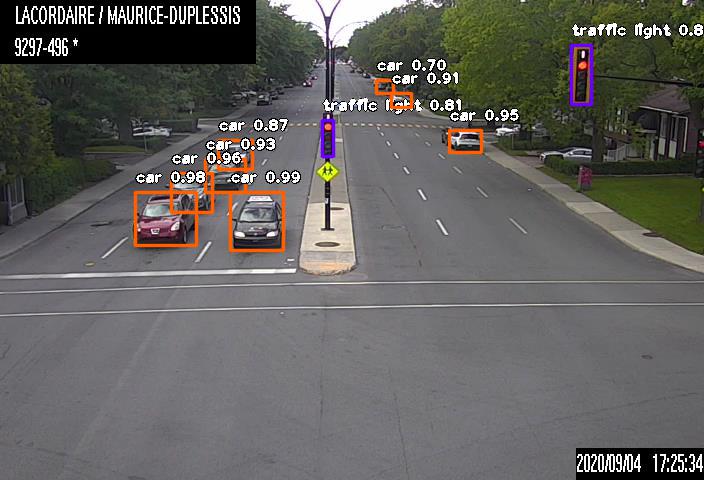 LACORDAIRE / MAURICE-DUPLESSIS
9297-496 *
traffic light 0.8
car 0.70
car 0.91
traffic light 0.81
car 0.95
car 0.87
car 0.93
car 0.96
car 0.98
car 0.99
2020/09/04 17:25:34